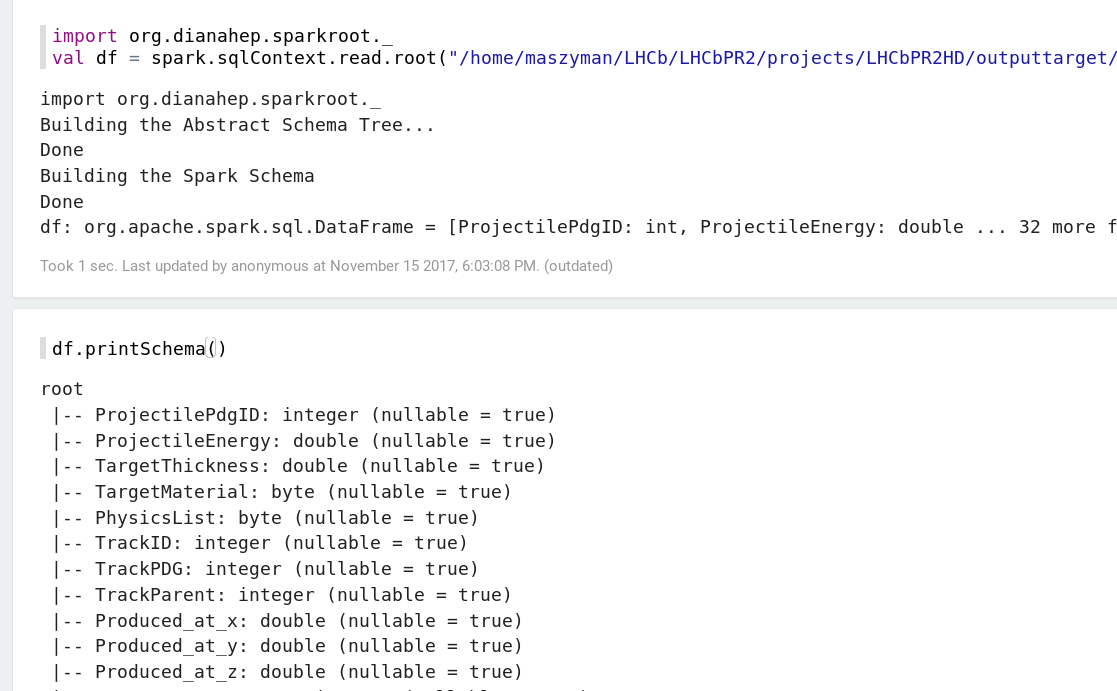 import org.dianahep.sparkroot._
val df = spark.sqlContext.read.root("/home/maszyman/LHCb/LHCbPR2/projects/LHCbPR2HD/outputtarget/
import org.dianahep.sparkroot._
Building the Abstract Schema Tree...
Done
Building the Spark Schema
Done
df: org.apache.spark.sql.DataFrame = [ProjectilePdgID: int, ProjectileEnergy: double ... 32 more f
Took 1 sec. Last updated by anonymous at November 15 2017, 6:03:08 PM. (outdated)
df.printSchema()
root
 |-- ProjectilePdgID: integer (nullable = true)
 |-- ProjectileEnergy: double (nullable = true)
 |-- TargetThickness: double (nullable = true)
 |-- TargetMaterial: byte (nullable = true)
 |-- PhysicsList: byte (nullable = true)
 |-- TrackID: integer (nullable = true)
 |-- TrackPDG: integer (nullable = true)
 |-- TrackParent: integer (nullable = true)
 |-- Produced_at_x: double (nullable = true)
 |-- Produced_at_y: double (nullable = true)
 |-- Produced_at_z: double (nullable = true)